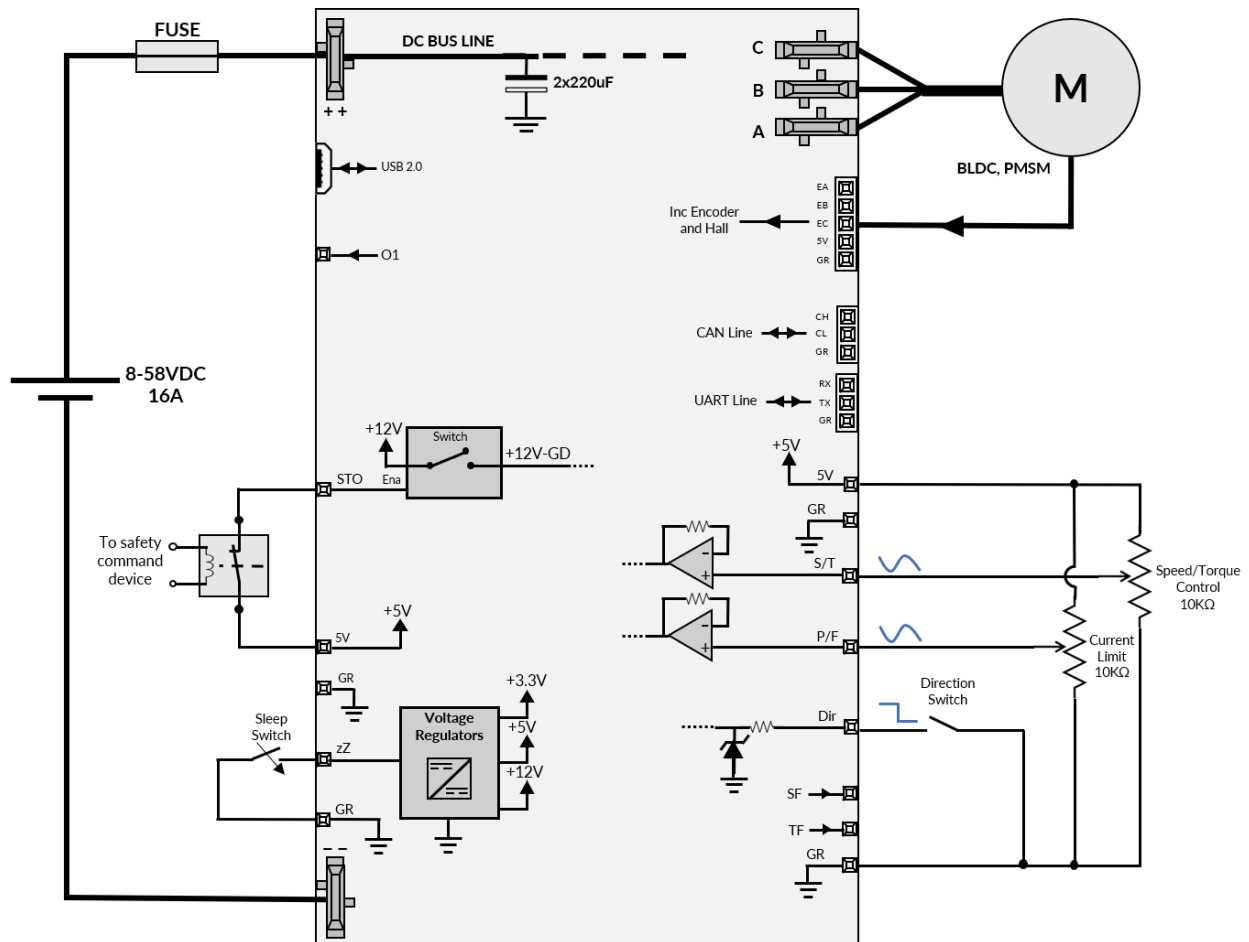 FUSE
DC BUS LINE
2x220uF
+ +
C
B
A
M
BLDC, PMSM
USB 2.0
O1
Inc Encoder
and Hall
EA
EB
EC
5V
GR
CAN Line
CH
CL
GR
UART Line
RX
TX
GR
8-58VDC
16A
+12V
Switch
+12V-GD
STO
Ena
To safety
command
device
+5V
5V
GR
+5V
5V
GR
S/T
Speed/Torque
Control
10KΩ
P/F
Current
Limit
10KΩ
Sleep
Switch
zZ
Voltage
Regulators
+3.3V
+5V
+12V
GR
- -
Direction
Switch
Dir
SF
TF
GR